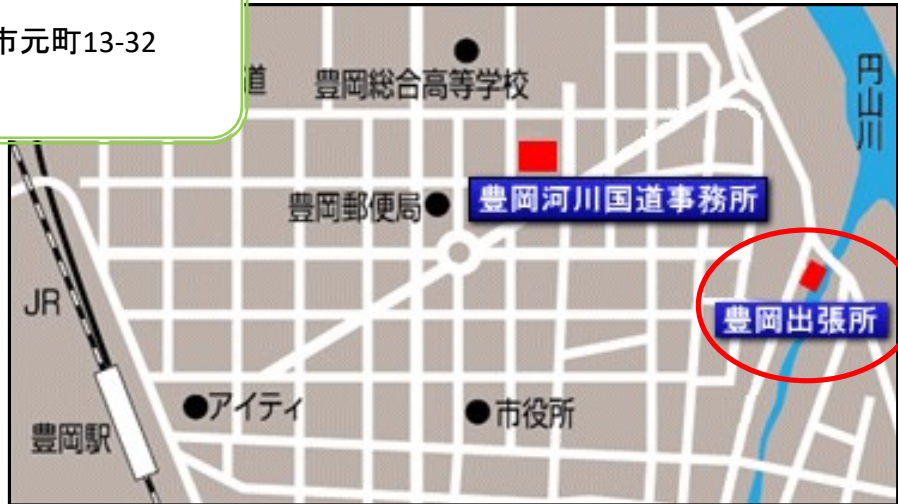 市元町13-32
道
豊岡総合高等学校
円山川
豊岡河川国道事務所
豊岡郵便局
JR
豊岡出張所
アイティ
市役所
豊岡駅